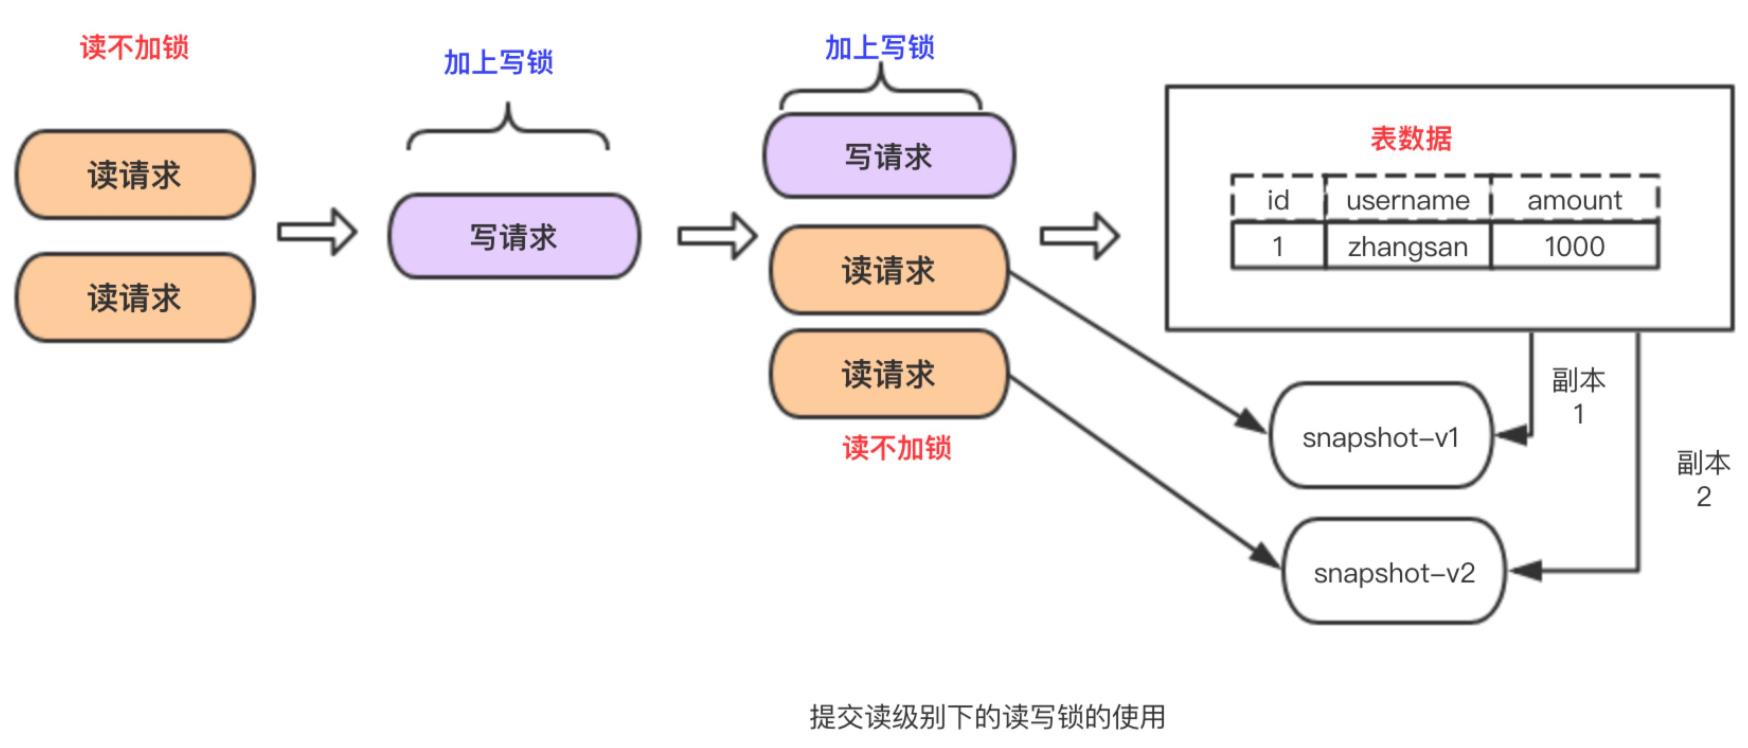 读不加锁
读请求
读请求
加上写锁
写请求
加上写锁
写请求
读请求
读请求
读不加锁
表数据
id username amount
1 zhangsan 1000
副本
1
snapshot-v1
副本
2
snapshot-v2
提交读级别下的读写锁的使用